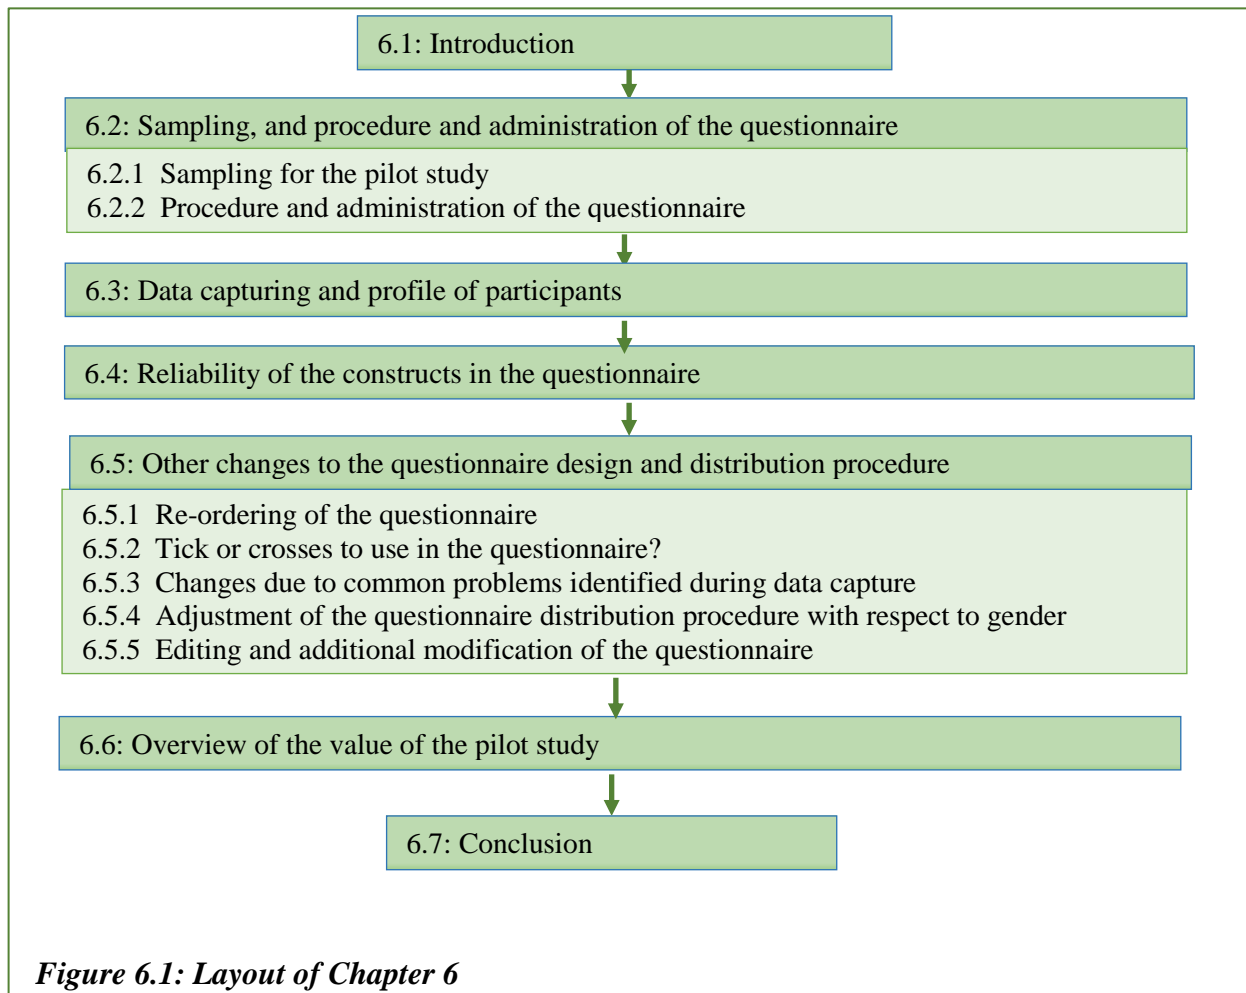 6.1: Introduction
6.2: Sampling, and procedure and administration of the questionnaire
6.2.1 Sampling for the pilot study
6.2.2 Procedure and administration of the questionnaire
6.3: Data capturing and profile of participants
6.4: Reliability of the constructs in the questionnaire
6.5: Other changes to the questionnaire design and distribution procedure
6.5.1 Re-ordering of the questionnaire
6.5.2 Tick or crosses to use in the questionnaire?
6.5.3 Changes due to common problems identified during data capture
6.5.4 Adjustment of the questionnaire distribution procedure with respect to gender
6.5.5 Editing and additional modification of the questionnaire
6.6: Overview of the value of the pilot study
6.7: Conclusion
Figure 6.1: Layout of Chapter 6